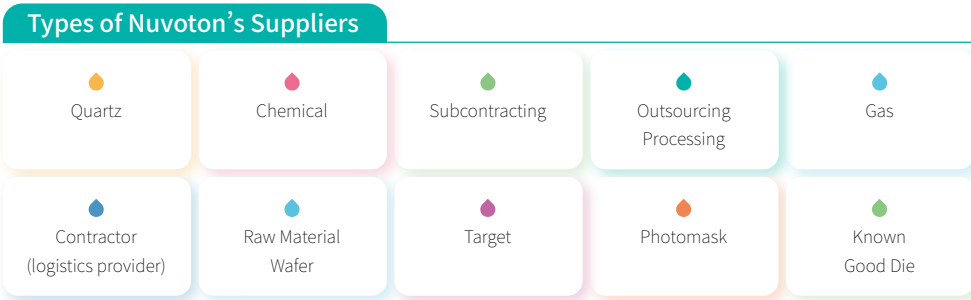 Types of Nuvoton’s Suppliers
Quartz
Chemical
Subcontracting
Outsourcing
Processing
Gas
Contractor
(logistics provider)
Raw Material
Wafer
Target
Photomask
Known
Good Die